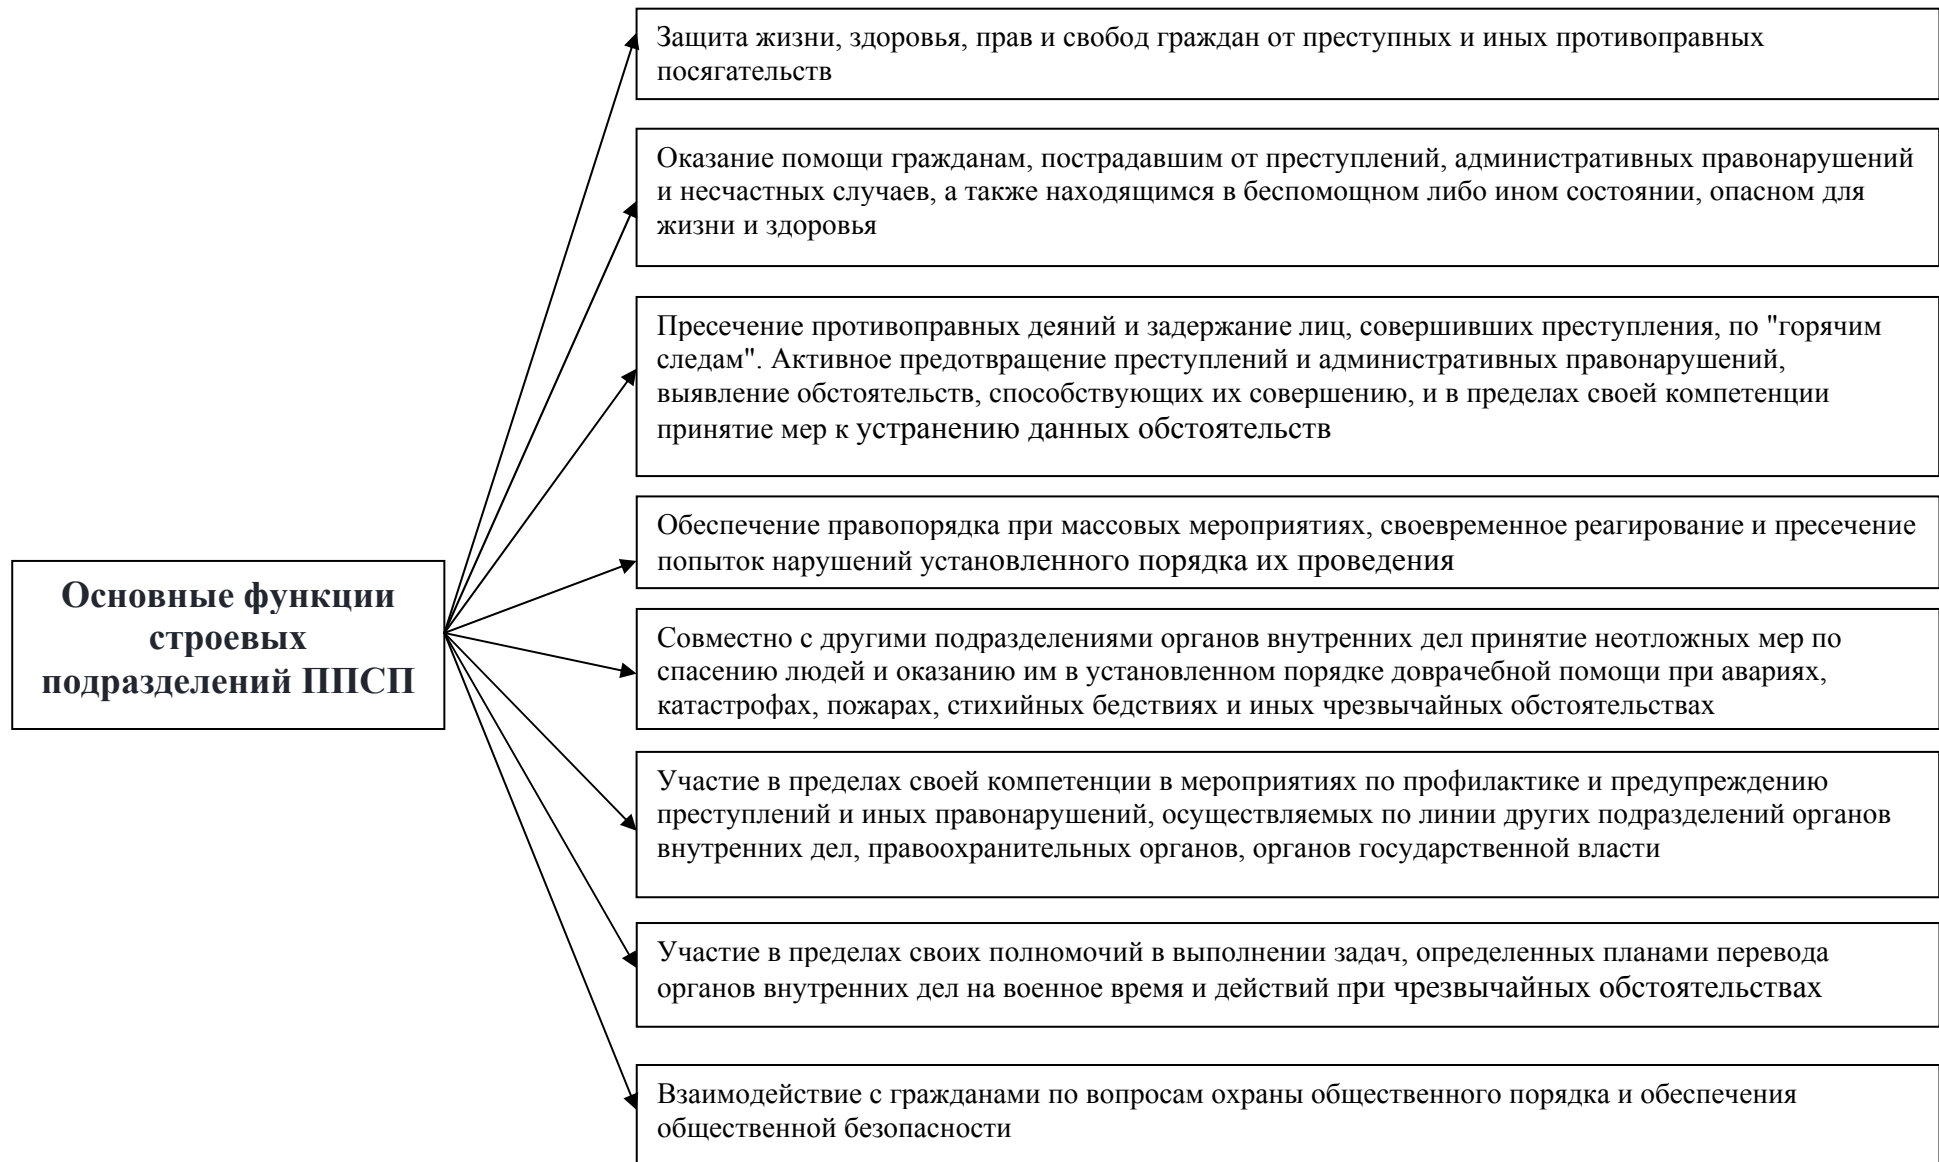 Защита жизни, здоровья, прав и свобод граждан от преступных и иных противоправных
посягательств
Оказание помощи гражданам, пострадавшим от преступлений, административных правонарушений
и несчастных случаев, а также находящимся в беспомощном либо ином состоянии, опасном для
жизни и здоровья
Пресечение противоправных деяний и задержание лиц, совершивших преступления, по "горячим
следам". Активное предотвращение преступлений и административных правонарушений,
выявление обстоятельств, способствующих их совершению, и в пределах своей компетенции
принятие мер к устранению данных обстоятельств
Обеспечение правопорядка при массовых мероприятиях, своевременное реагирование и пресечение
попыток нарушений установленного порядка их проведения
Основные функции
строевых
подразделений ППСП
Совместно с другими подразделениями органов внутренних дел принятие неотложных мер по
спасению людей и оказанию им в установленном порядке доврачебной помощи при авариях,
катастрофах, пожарах, стихийных бедствиях и иных чрезвычайных обстоятельствах
Участие в пределах своей компетенции в мероприятиях по профилактике и предупреждению
преступлений и иных правонарушений, осуществляемых по линии других подразделений органов
внутренних дел, правоохранительных органов, органов государственной власти
Участие в пределах своих полномочий в выполнении задач, определенных планами перевода
органов внутренних дел на военное время и действий при чрезвычайных обстоятельствах
Взаимодействие с гражданами по вопросам охраны общественного порядка и обеспечения
общественной безопасности